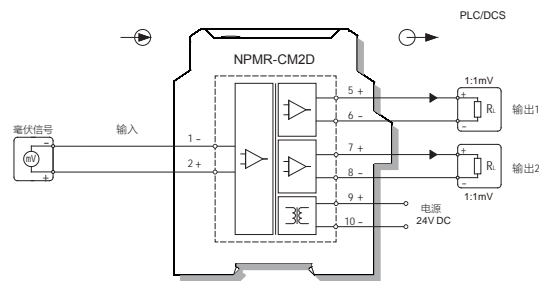 PLC/DCS
NPMR-CM2D
1:1mV
5 +
+
RL
输出1
6 -
-
毫伏信号
输入
1 -
-
mV
2 +
+
7 +
+
RL
输出2
8 -
-
1:1mV
9 +
电源
24V DC
10 -